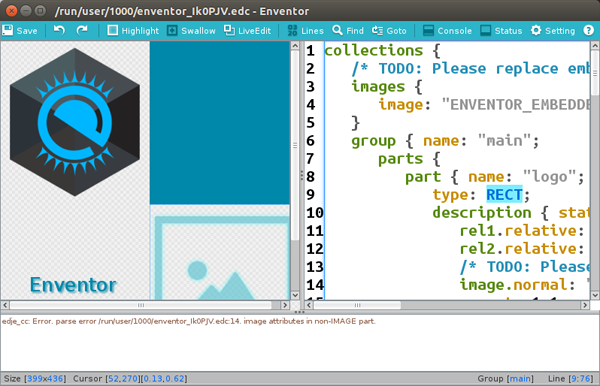 /run/user/1000/enventor_Ik0PJV.edc - Enventor
Save Highlight Swallow LiveEdit Lines Find Goto Console Status Setting
1 collections {
2 /* TODO: Please replace emb
3 images {
4 image: "ENVENTOR_EMBEDDE
5 }
6 group { name: "main";
7 parts {
8 part { name: "logo";
9 type: RECT;
10 description { stat
11 rel1.relative:
12 rel2.relative:
13 /* TODO: Pleas
14 image.normal: "
Enventor
edje_cc: Error. parse error /run/user/1000/enventor_Ik0PJV.edc:14. image attributes in non-IMAGE part.
Size [399x436] Cursor [52,270][0.13,0.62] Group [main] Line [9:76]